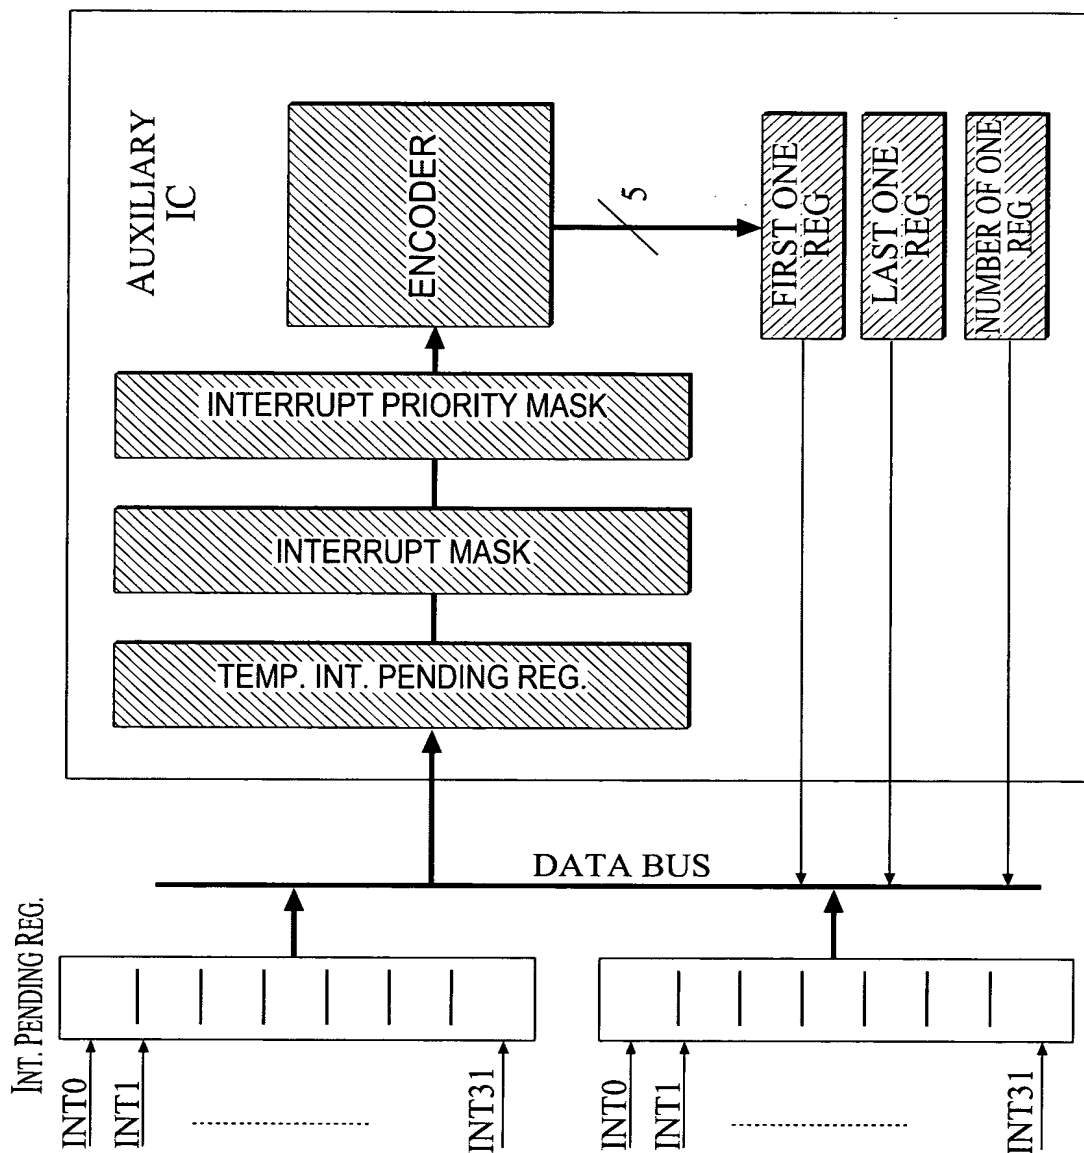 AUXILIARY
IC
ENCODER
5
FIRST ONE
REG
LAST ONE
REG
NUMBER OF ONE
REG
INTERRUPT PRIORITY MASK
INTERRUPT MASK
TEMP. INT. PENDING REG.
DATA BUS
INT. PENDING REG.
INT0
INT1
INT31
INT0
INT1
INT31